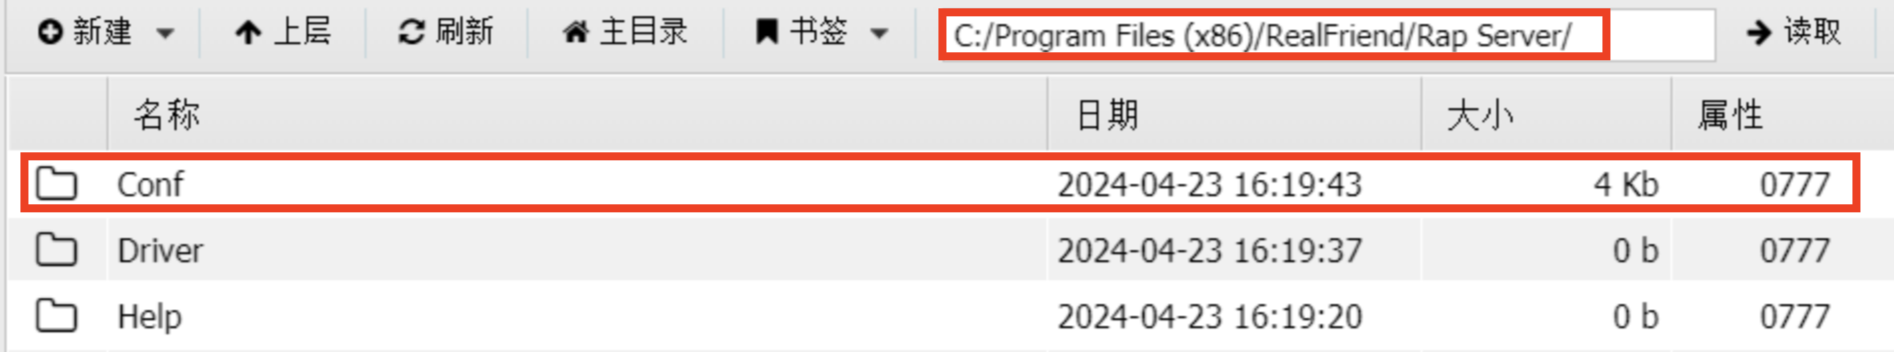 新建 上层 刷新 主目录 书签 C:/Program Files (x86)/RealFriend/Rap Server/ 读取
名称 日期 大小 属性
Conf 2024-04-23 16:19:43 4 Kb 0777
Driver 2024-04-23 16:19:37 0 b 0777
Help 2024-04-23 16:19:20 0 b 0777